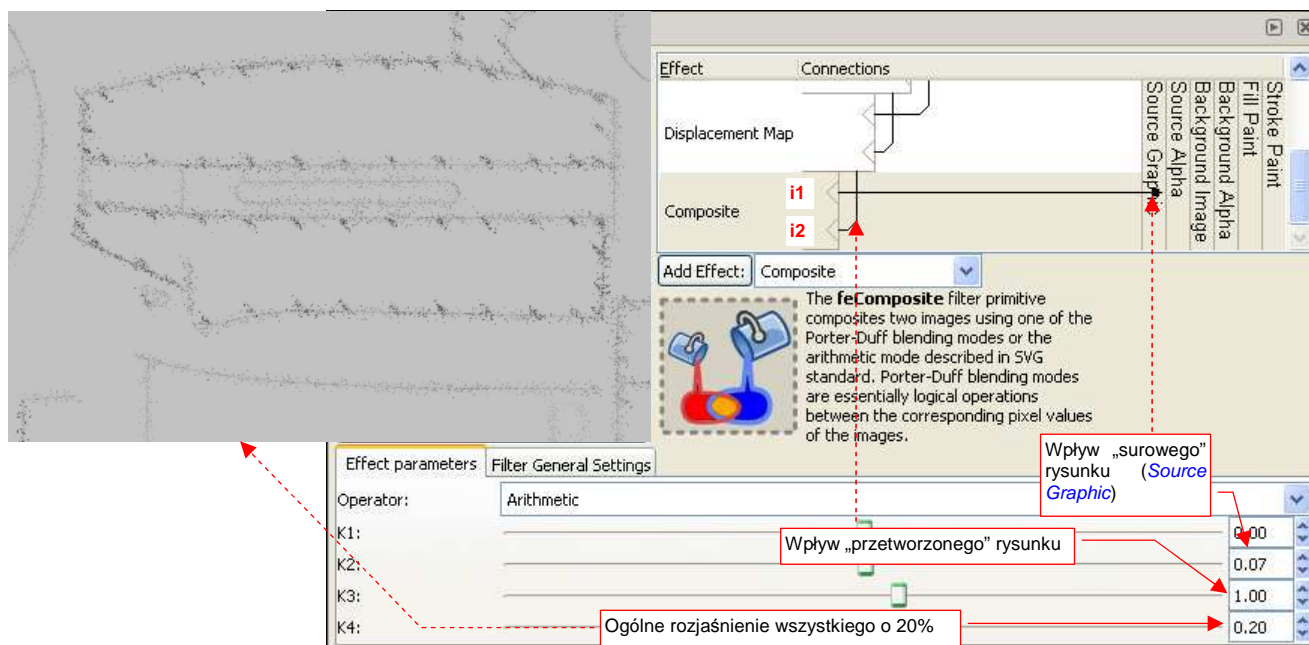 Effect Connections
Displacement Map
Composite
i1
i2
Source Graphic
Source Alpha
Background Image
Background Alpha
Fill Paint
Stroke Paint
Add Effect: Composite
The feComposite filter primitive
composites two images using one of the
Porter-Duff blending modes or the
arithmetic mode described in SVG
standard. Porter-Duff blending modes
are essentially logical operations
between the corresponding pixel values
of the images.
Wpływ „surowego”
rysunku (Source
Graphic)
Effect parameters Filter General Settings
Operator: Arithmetic
K1: 0.00
Wpływ „przetworzonego” rysunku
K2: 0.07
K3: 1.00
K4: 0.20
Ogólne rozjaśnienie wszystkiego o 20%